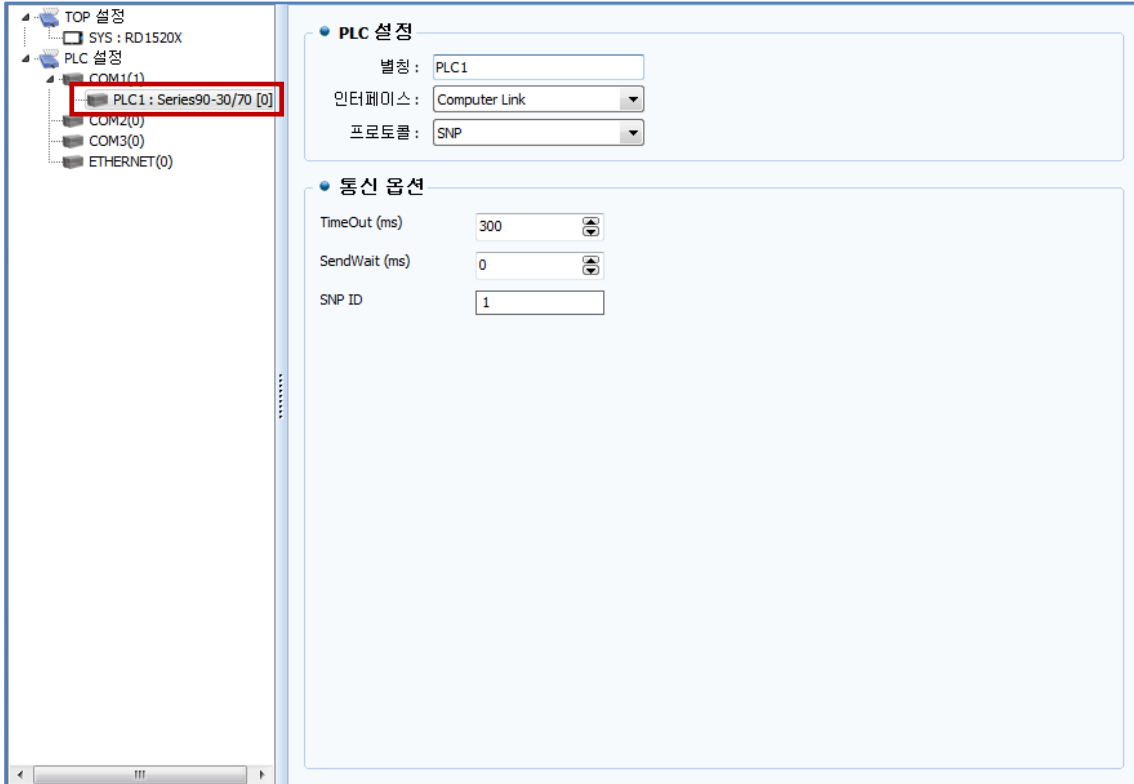 TOP 설정
SYS : RD1520X
PLC 설정
COM1(1)
PLC1 : Series90-30/70 [0]
COM2(0)
COM3(0)
ETHERNET(0)
PLC 설정
별칭 : PLC1
인터페이스 : Computer Link
프로토콜 : SNP
통신 옵션
TimeOut (ms) 300
SendWait (ms) 0
SNP ID 1